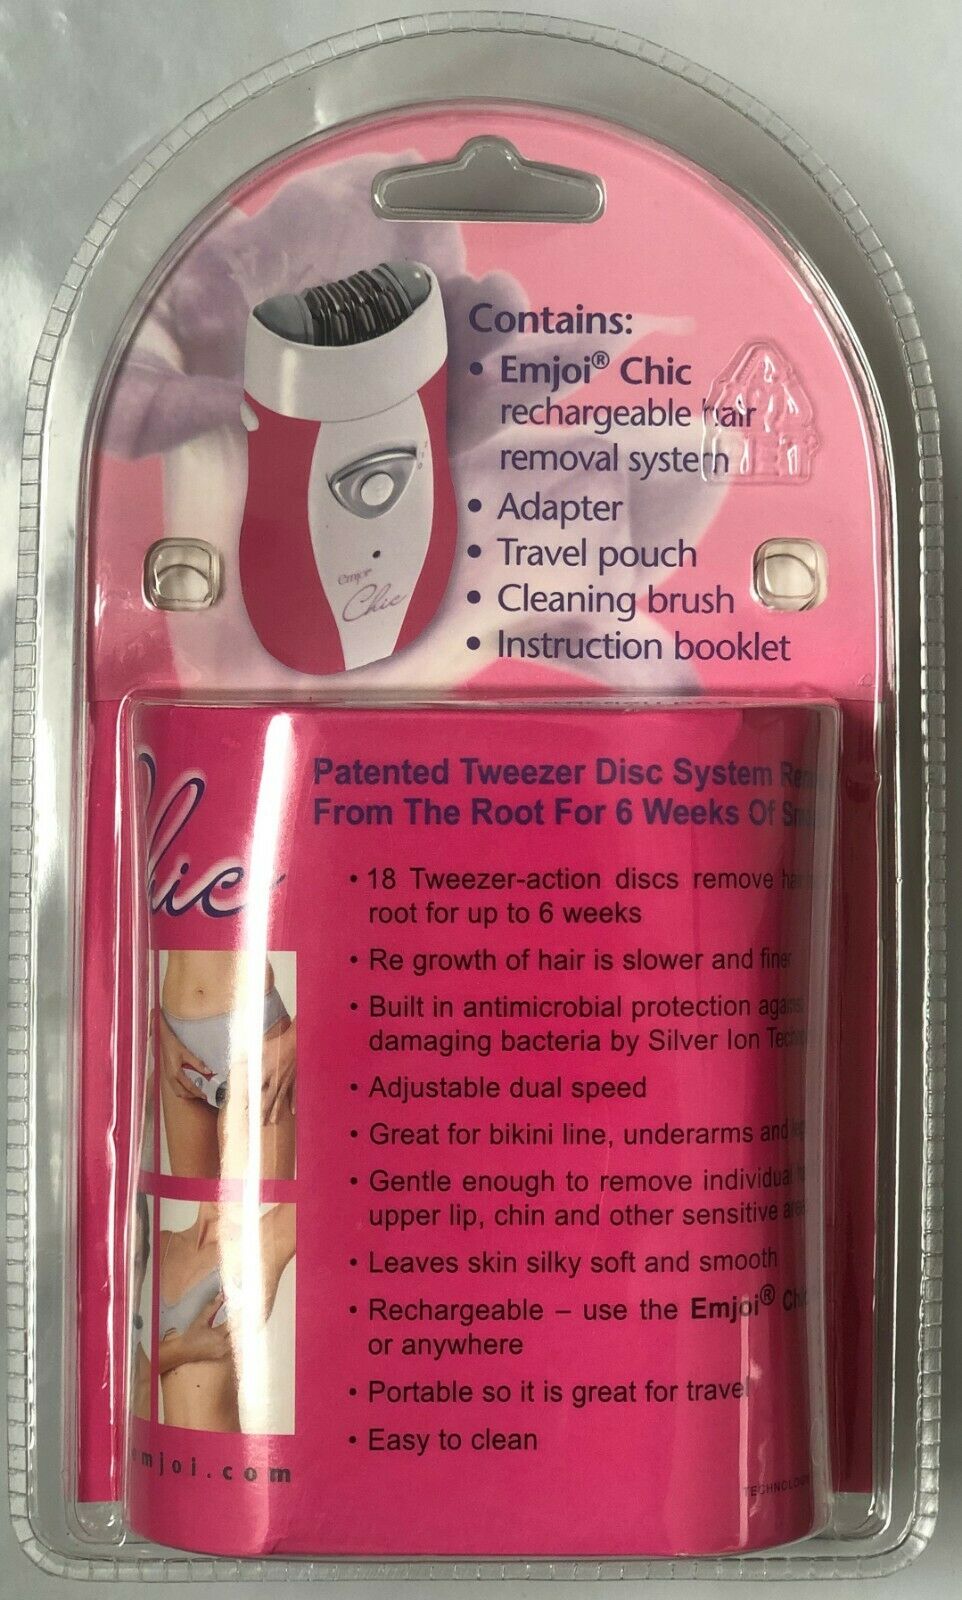 Contains:
• Emjoi® Chic
rechargeable hair
removal system
• Adapter
• Travel pouch
• Cleaning brush
• Instruction booklet
emjoi
Chic
Patented Tweezer Disc System
From The Root For 6 Weeks Of
• 18 Tweezer-action discs remove
root for up to 6 weeks
• Re growth of hair is slower and finer
• Built in antimicrobial protection
damaging bacteria by Silver Ion
• Adjustable dual speed
• Great for bikini line, underarms and
• Gentle enough to remove individual
upper lip, chin and other sensitive
• Leaves skin silky soft and smooth
• Rechargeable – use the Emjoi®
or anywhere
• Portable so it is great for travel
• Easy to clean
mjoi.com